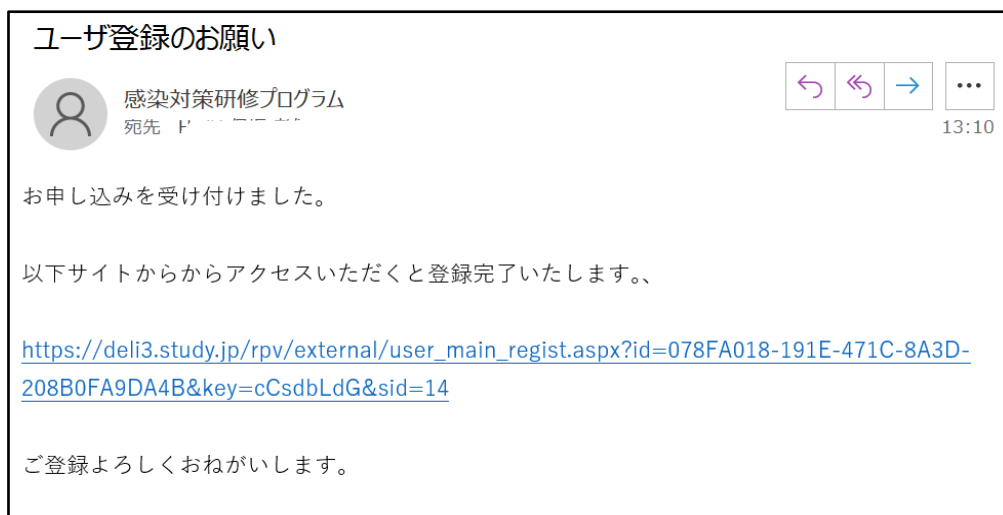 ユーザ登録のお願い
感染対策研修プログラム
宛先
13:10
お申し込みを受け付けました。
以下サイトからからアクセスいただくと登録完了いたします。、
https://deli3.study.jp/rpv/external/user_main_regist.aspx?id=078FA018-191E-471C-8A3D-
208B0FA9DA4B&key=cCsdbLdG&sid=14
ご登録よろしくおねがいします。